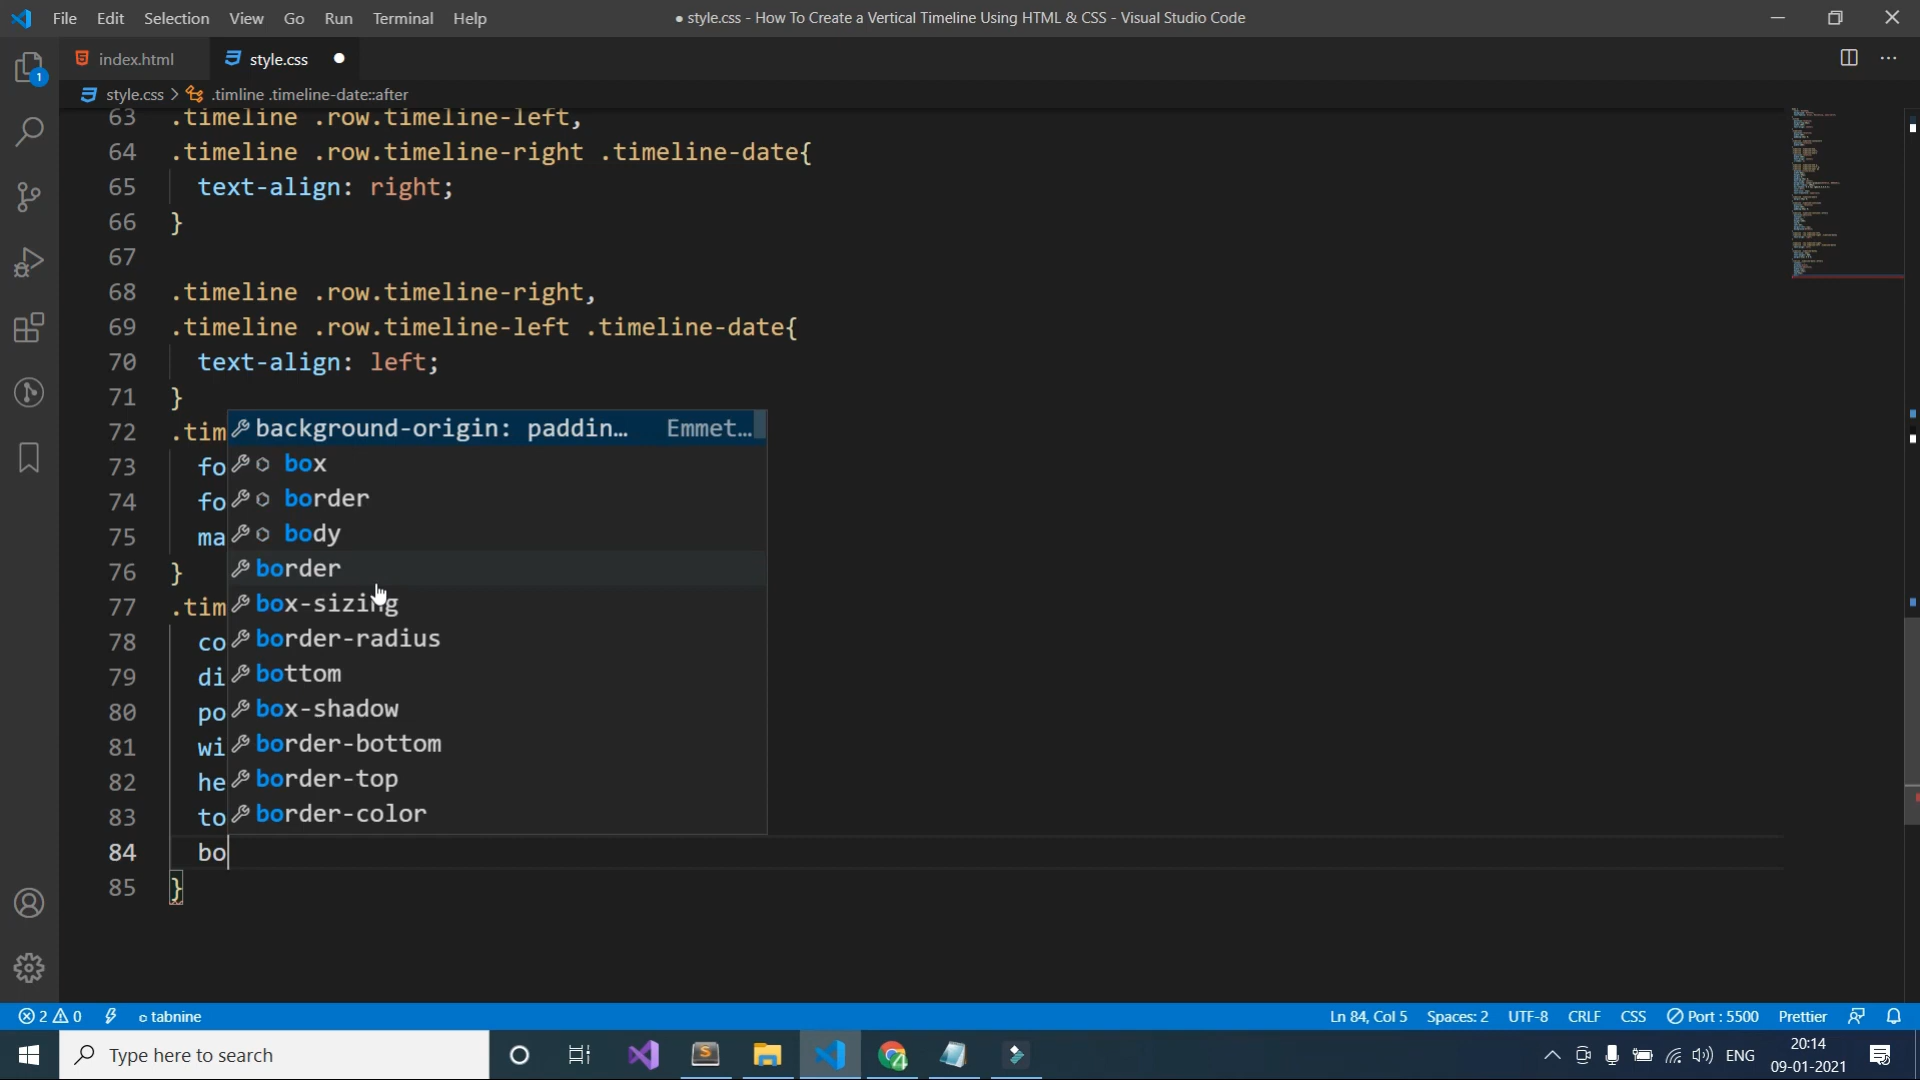 File Edit Selection View Go Run Terminal Help
● style.css - How To Create a Vertical Timeline Using HTML & CSS - Visual Studio Code
index.html
style.css ●
style.css > .timline .timeline-date::after
63 .timeline .row.timeline-left,
64 .timeline .row.timeline-right .timeline-date{
65 text-align: right;
66 }
67
68 .timeline .row.timeline-right,
69 .timeline .row.timeline-left .timeline-date{
70 text-align: left;
71 }
72 .tim
background-origin: paddin… Emmet…
73 fo
box
74 fo
border
75 ma
body
76 }
border
77 .tim
box-sizing
78 co
border-radius
79 di
bottom
80 po
box-shadow
81 wi
border-bottom
82 he
border-top
83 to
border-color
84 bo
85 }
1
2 0 tabnine
Ln 84, Col 5 Spaces: 2 UTF-8 CRLF CSS Port : 5500 Prettier
Type here to search
ENG
20:14
09-01-2021